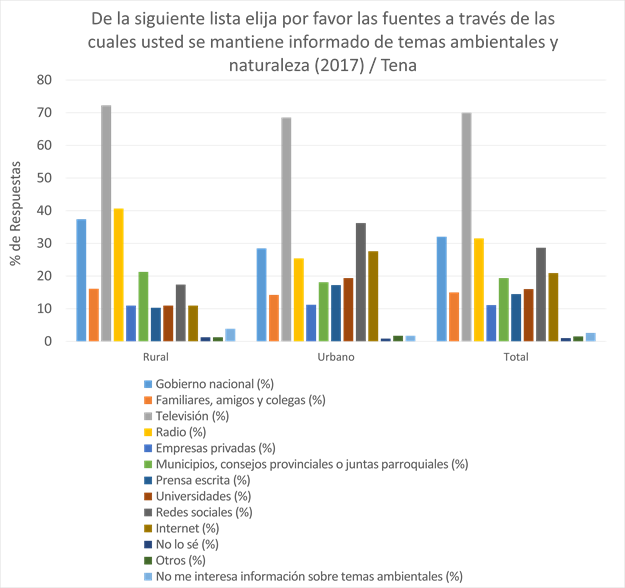 De la siguiente lista elija por favor las fuentes a través de las
cuales usted se mantiene informado de temas ambientales y
naturaleza (2017) / Tena
% de Respuestas
80
70
60
50
40
30
20
10
0
Rural
Urbano
Total
Gobierno nacional (%)
Familiares, amigos y colegas (%)
Televisión (%)
Radio (%)
Empresas privadas (%)
Municipios, consejos provinciales o juntas parroquiales (%)
Prensa escrita (%)
Universidades (%)
Redes sociales (%)
Internet (%)
No lo sé (%)
Otros (%)
No me interesa información sobre temas ambientales (%)